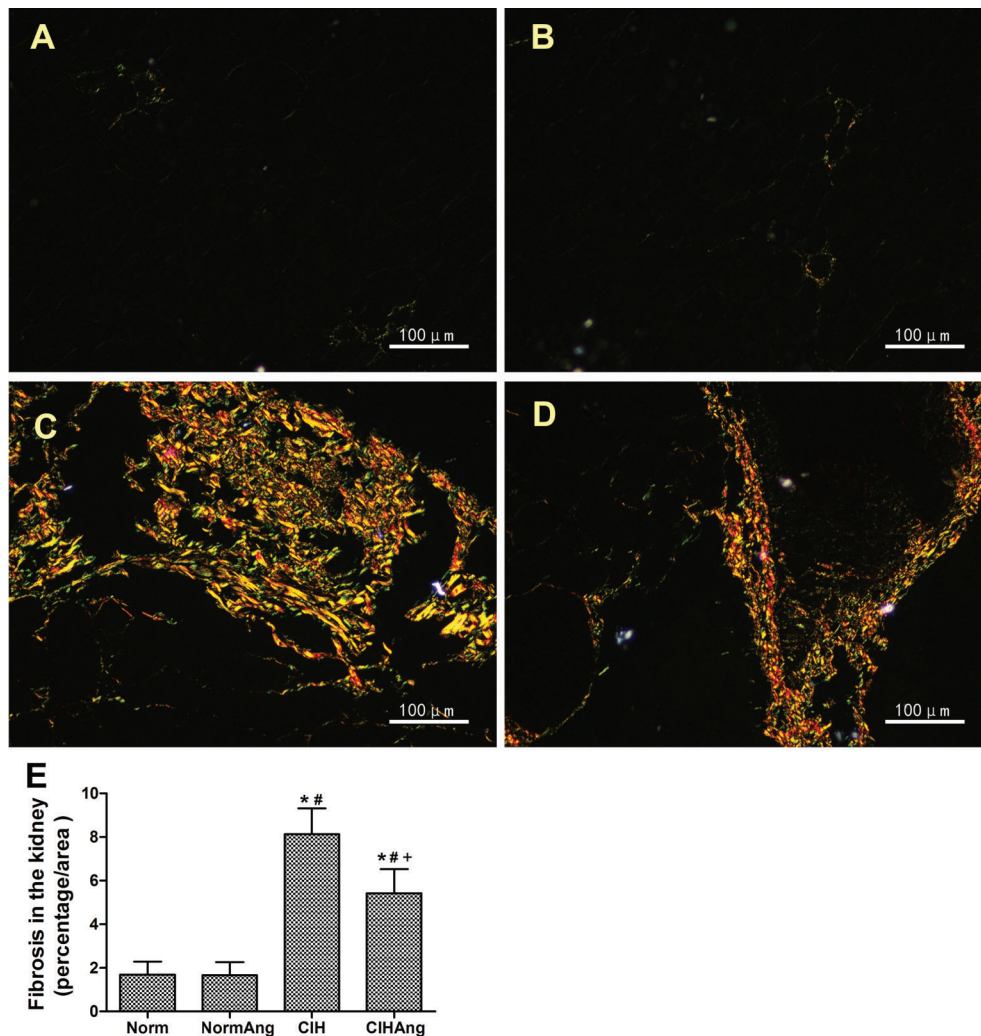 A
B
100 μm
100 μm
C
D
100 μm
100 μm
E
Fibrosis in the kidney
(percentage/area )
10
8
6
4
2
0
*#
*#+
Norm
NormAng
CIH
CIHAng